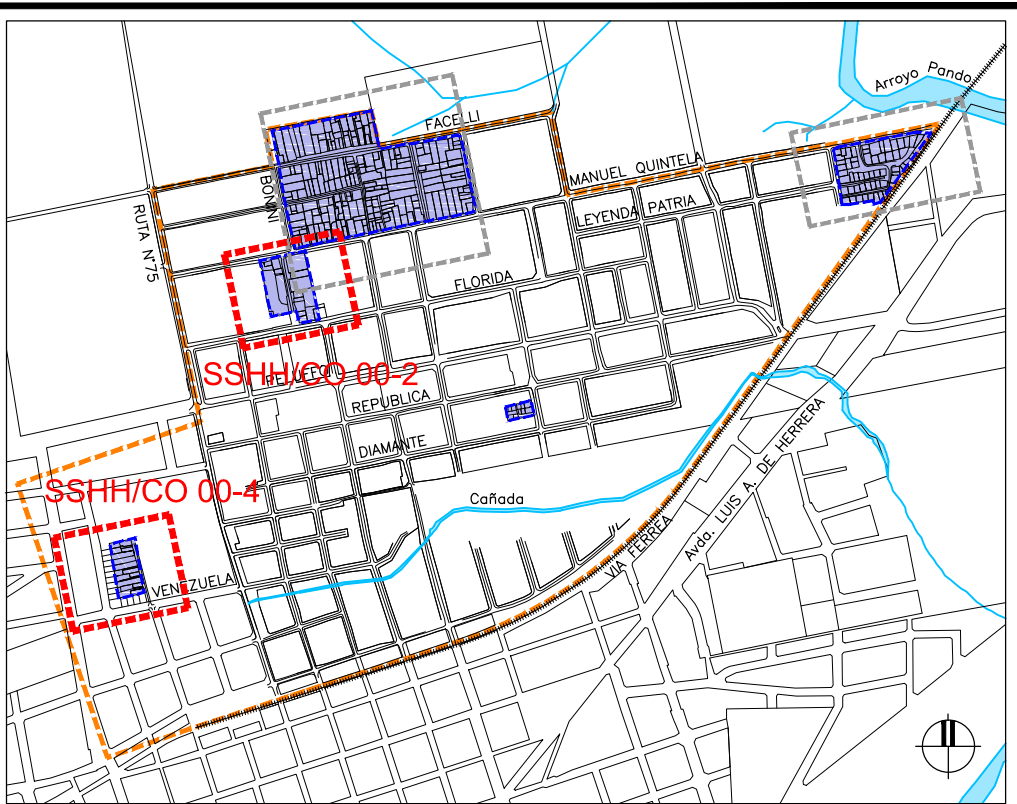 Arroyo Pando
FACELLI
MANUEL QUINTELA
BONINI
LEYENDA PATRIA
RUTA N°75
FLORIDA
SSHH/CO 00-2
PELUFFO
REPUBLICA
DIAMANTE
Avda. LUIS A. DE HERRERA
SSHH/CO 00-4
Cañada
VIA FERREA
VENEZUELA